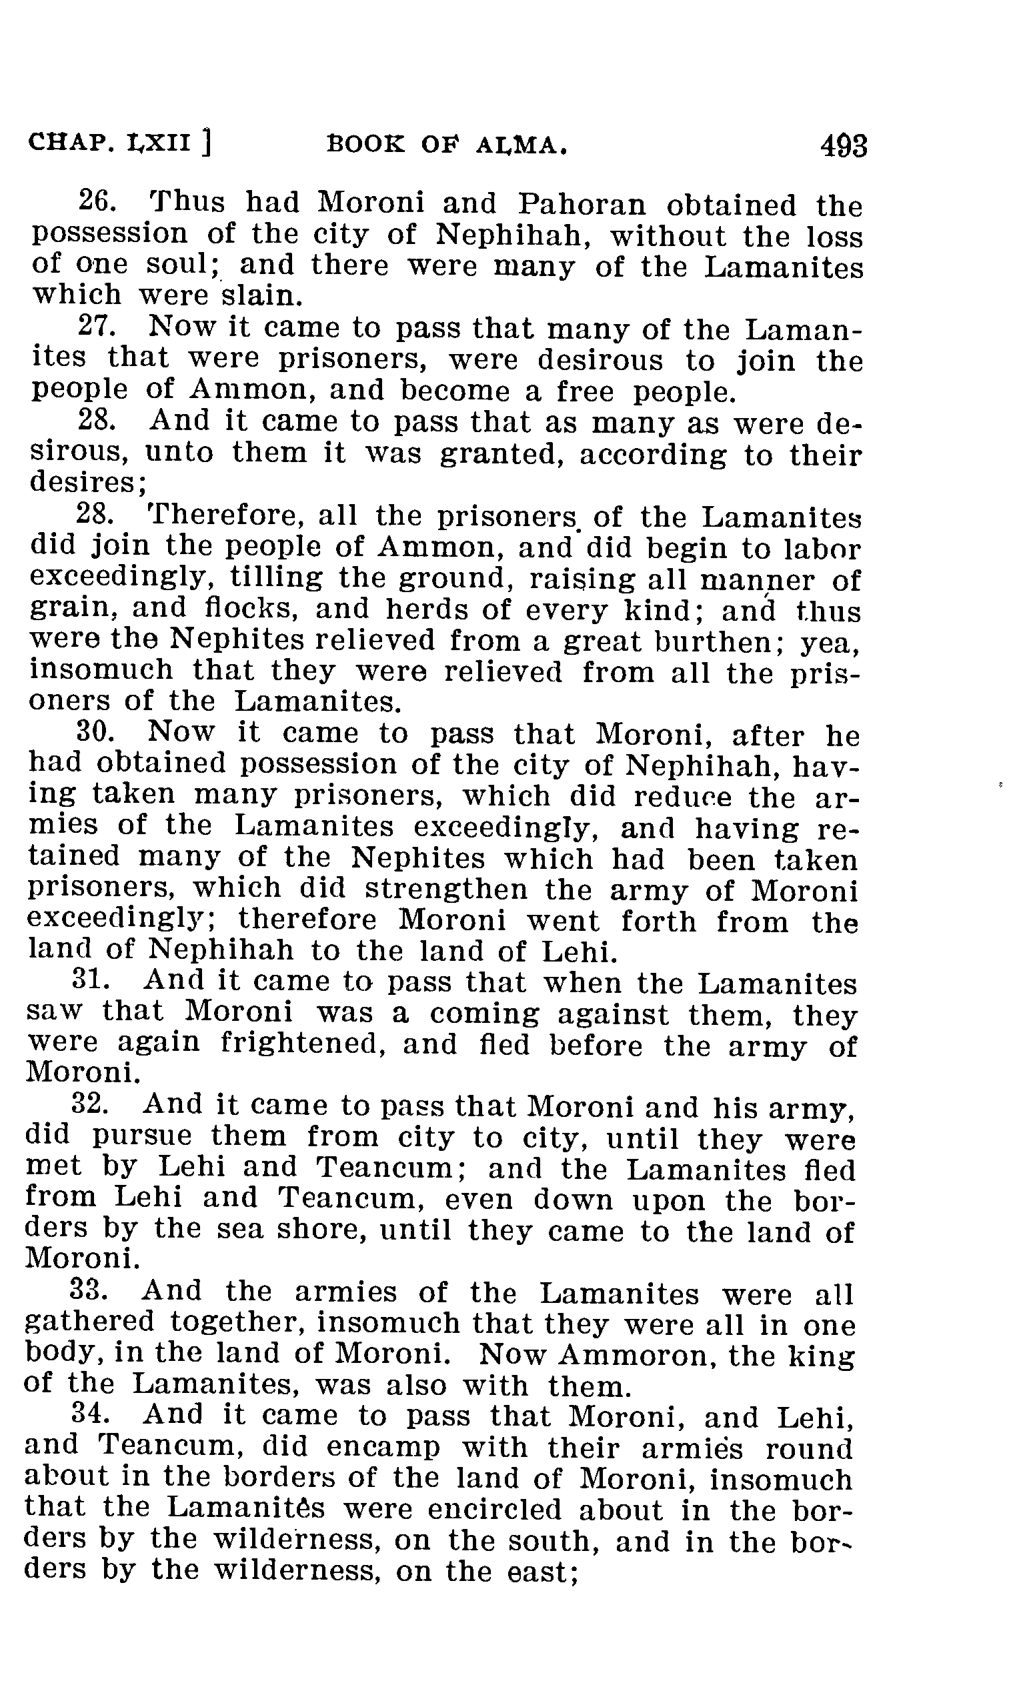 CHAP. LXII ] BOOK OF ALMA. 493
26. Thus had Moroni and Pahoran obtained the
possession of the city of Nephihah, without the loss
of one soul; and there were many of the Lamanites
which were slain.
27. Now it came to pass that many of the Laman-
ites that were prisoners, were desirous to join the
people of Ammon, and become a free people.
28. And it came to pass that as many as were de-
sirous, unto them it was granted, according to their
desires;
28. Therefore, all the prisoners of the Lamanites
did join the people of Ammon, and did begin to labor
exceedingly, tilling the ground, raising all manner of
grain, and flocks, and herds of every kind; and thus
were the Nephites relieved from a great burthen; yea,
insomuch that they were relieved from all the pris-
oners of the Lamanites.
30. Now it came to pass that Moroni, after he
had obtained possession of the city of Nephihah, hav-
ing taken many prisoners, which did reduce the ar-
mies of the Lamanites exceedingly, and having re-
tained many of the Nephites which had been taken
prisoners, which did strengthen the army of Moroni
exceedingly; therefore Moroni went forth from the
land of Nephihah to the land of Lehi.
31. And it came to pass that when the Lamanites
saw that Moroni was a coming against them, they
were again frightened, and fled before the army of
Moroni.
32. And it came to pass that Moroni and his army,
did pursue them from city to city, until they were
met by Lehi and Teancum; and the Lamanites fled
from Lehi and Teancum, even down upon the bor-
ders by the sea shore, until they came to the land of
Moroni.
33. And the armies of the Lamanites were all
gathered together, insomuch that they were all in one
body, in the land of Moroni. Now Ammoron, the king
of the Lamanites, was also with them.
34. And it came to pass that Moroni, and Lehi,
and Teancum, did encamp with their armies round
about in the borders of the land of Moroni, insomuch
that the Lamanites were encircled about in the bor-
ders by the wilderness, on the south, and in the bor-
ders by the wilderness, on the east;